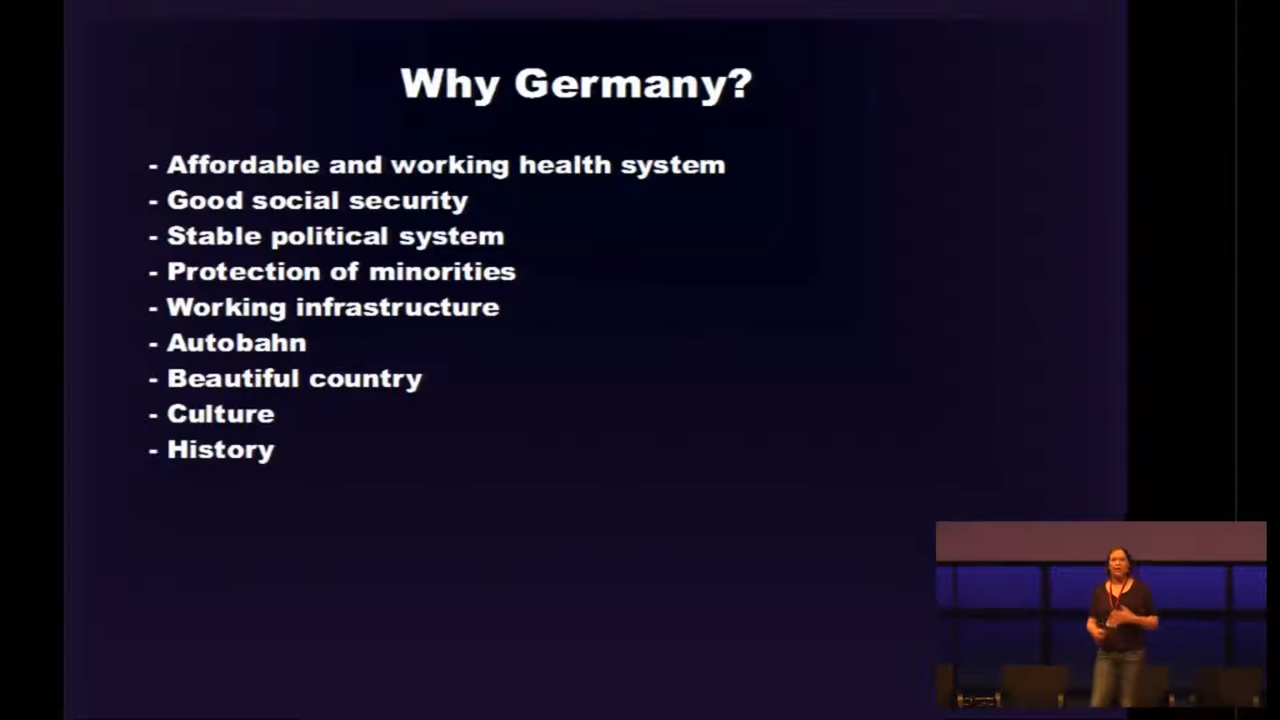 Why Germany?
- Affordable and working health system
- Good social security
- Stable political system
- Protection of minorities
- Working infrastructure
- Autobahn
- Beautiful country
- Culture
- History